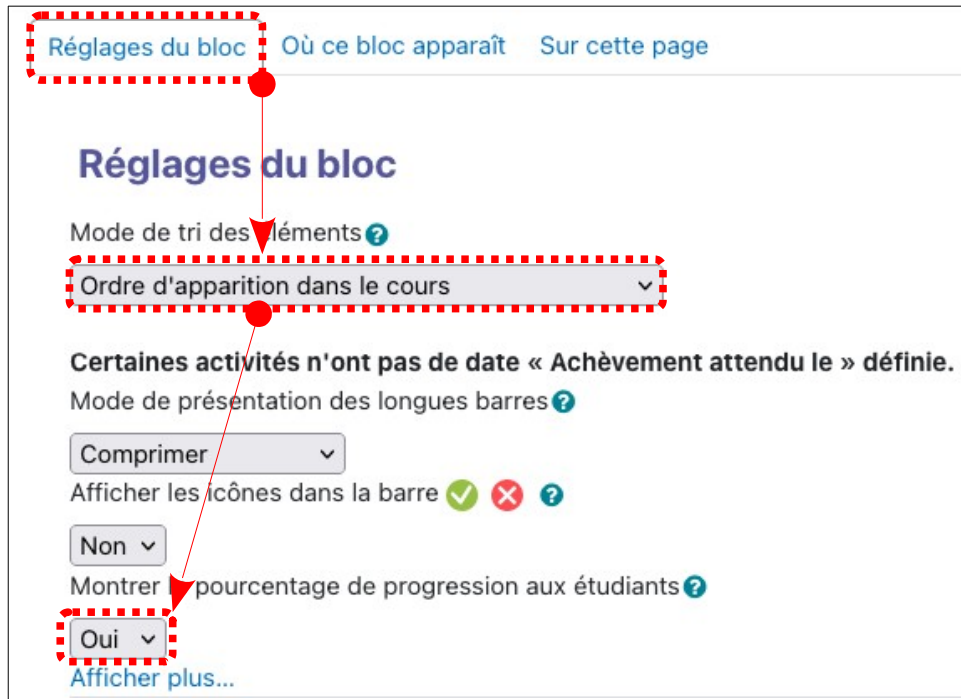 Réglages du bloc Où ce bloc apparaît Sur cette page
Réglages du bloc
Mode de tri des éléments
Ordre d'apparition dans le cours
Certaines activités n'ont pas de date « Achèvement attendu le » définie.
Mode de présentation des longues barres
Comprimer
Afficher les icônes dans la barre
Non
Montrer le pourcentage de progression aux étudiants
Oui
Afficher plus...